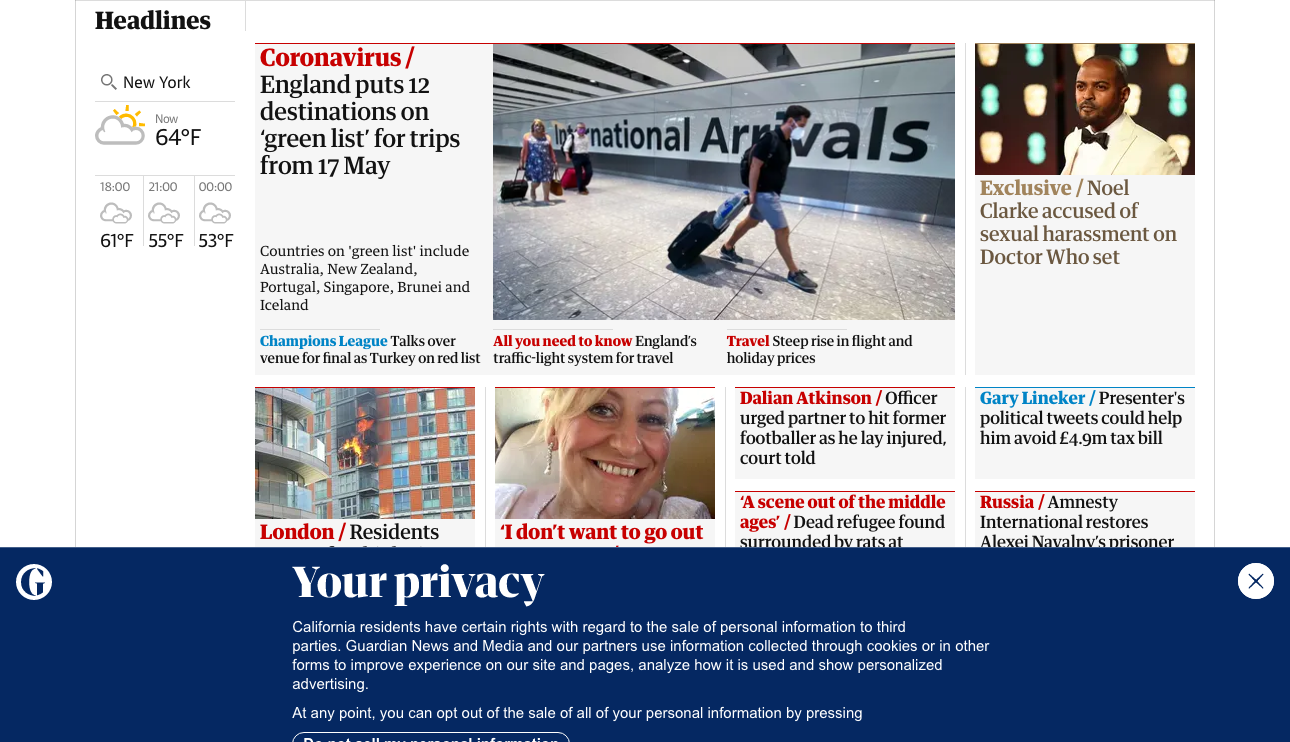 Headlines
New York
Now
64°F
18:00
21:00
00:00
61°F
55°F
53°F
Coronavirus /
England puts 12
destinations on
‘green list’ for trips
from 17 May
Countries on 'green list' include
Australia, New Zealand,
Portugal, Singapore, Brunei and
Iceland
International Arrivals
Champions League Talks over
venue for final as Turkey on red list
All you need to know England’s
traffic-light system for travel
Travel Steep rise in flight and
holiday prices
Exclusive / Noel
Clarke accused of
sexual harassment on
Doctor Who set
London / Residents
‘I don’t want to go out
Dalian Atkinson / Officer
urged partner to hit former
footballer as he lay injured,
court told
‘A scene out of the middle
ages’ / Dead refugee found
surrounded by rats at
Gary Lineker / Presenter's
political tweets could help
him avoid £4.9m tax bill
Russia / Amnesty
International restores
Alexei Navalny’s prisoner
Your privacy
California residents have certain rights with regard to the sale of personal information to third
parties. Guardian News and Media and our partners use information collected through cookies or in other
forms to improve experience on our site and pages, analyze how it is used and show personalized
advertising.
At any point, you can opt out of the sale of all of your personal information by pressing
Do not sell my personal information